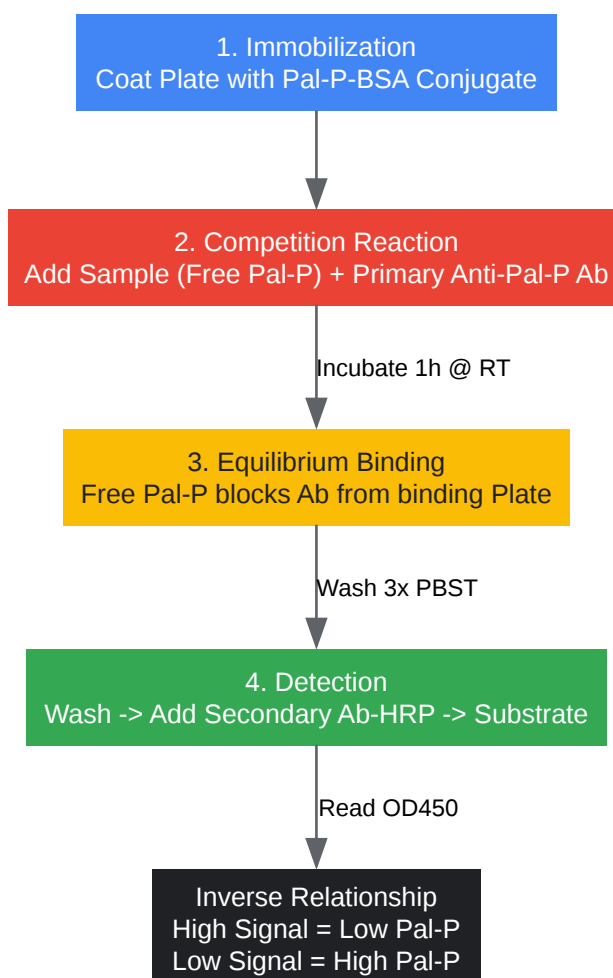 1. Immobilization
Coat Plate with Pal-P-BSA Conjugate
2. Competition Reaction
Add Sample (Free Pal-P) + Primary Anti-Pal-P Ab
Incubate 1h @ RT
3. Equilibrium Binding
Free Pal-P blocks Ab from binding Plate
Wash 3x PBST
4. Detection
Wash -> Add Secondary Ab-HRP -> Substrate
Read OD450
Inverse Relationship
High Signal = Low Pal-P
Low Signal = High Pal-P